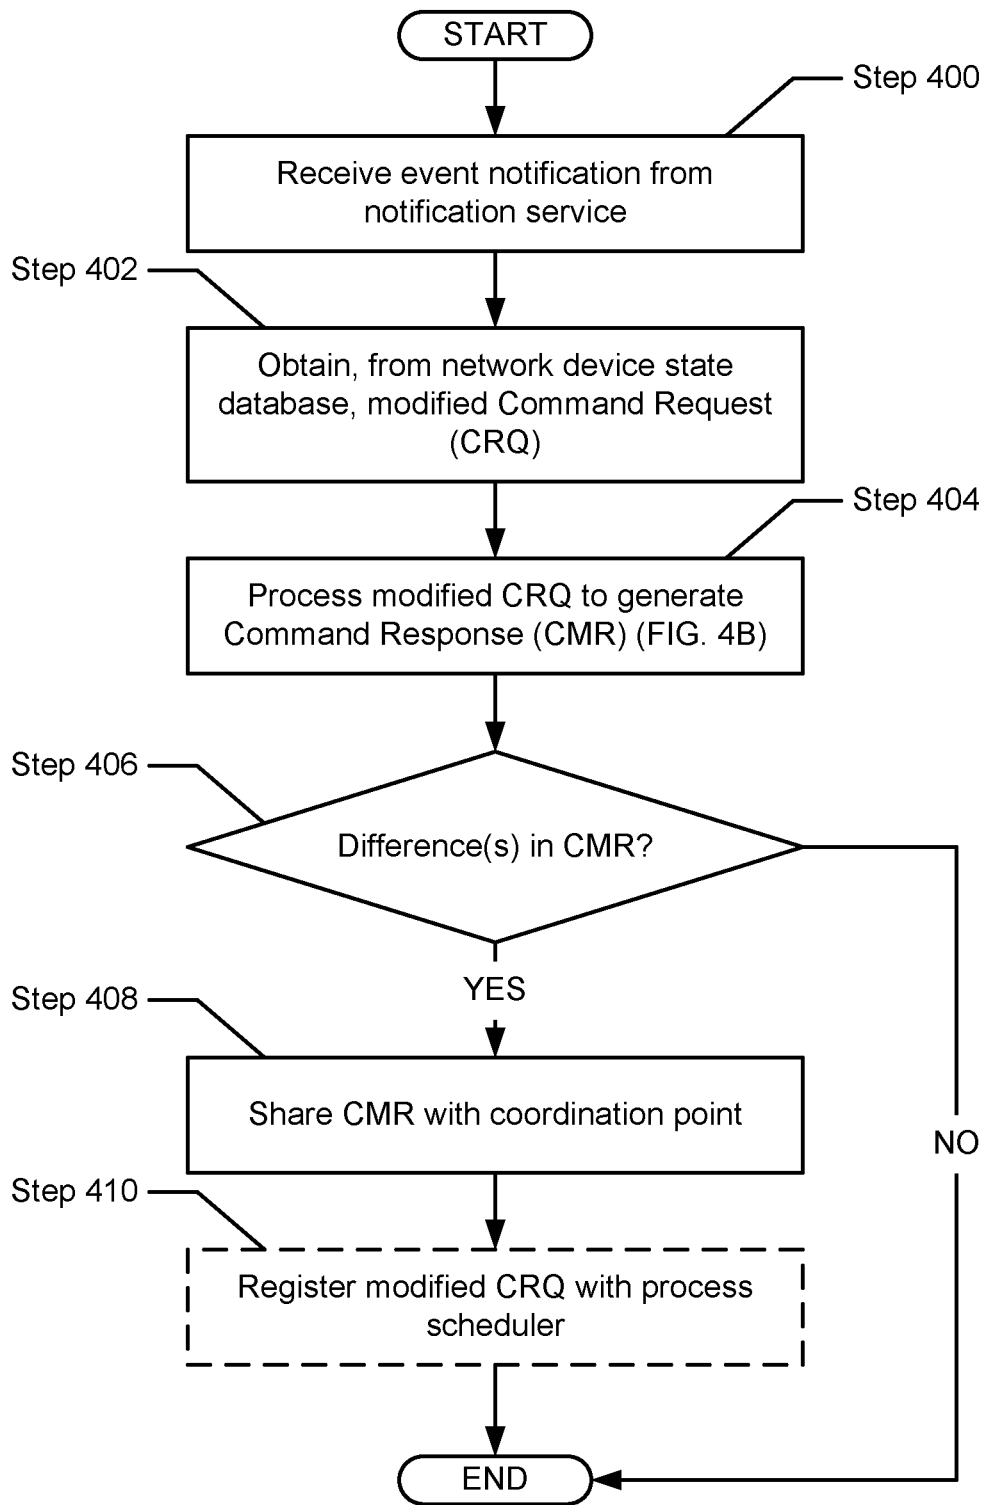 START
Step 400
Receive event notification from
notification service
Step 402
Obtain, from network device state
database, modified Command Request
(CRQ)
Step 404
Process modified CRQ to generate
Command Response (CMR) (FIG. 4B)
Step 406
Difference(s) in CMR?
YES
Step 408
Share CMR with coordination point
NO
Step 410
Register modified CRQ with process
scheduler
END